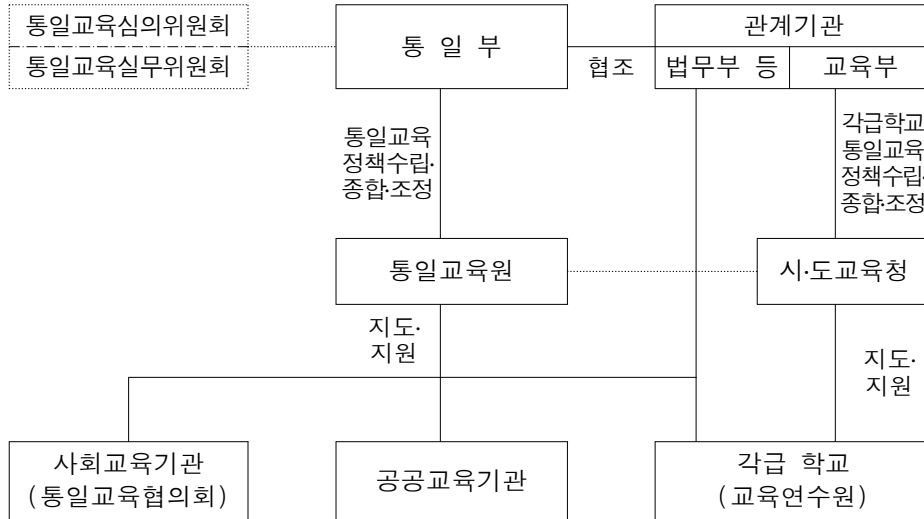 통일교육심의위원회
통일교육실무위원회
통 일 부
협조
관계기관
법무부 등
교육부
통일교육
정책수립·
종합·조정
각급학교
통일교육
정책수립·
종합·조정
통일교육원
시·도교육청
지도·
지원
지도·
지원
사회교육기관
(통일교육협의회)
공공교육기관
각급 학교
(교육연수원)